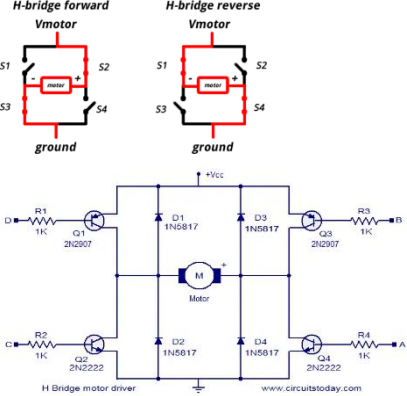 H-bridge forward
H-bridge reverse
Vmotor
Vmotor
S1
S2
- motor +
S3
S4
ground
S1
S2
- motor +
S3
S4
ground
+Vcc
D R1 1K
Q1 2N2907
D1 1N5817
D3 1N5817
Q3 2N2907
R3 1K B
M +
Motor
C R2 1K
Q2 2N2222
D2 1N5817
D4 1N5817
Q4 2N2222
R4 1K A
H Bridge motor driver
www.circuitstoday.com